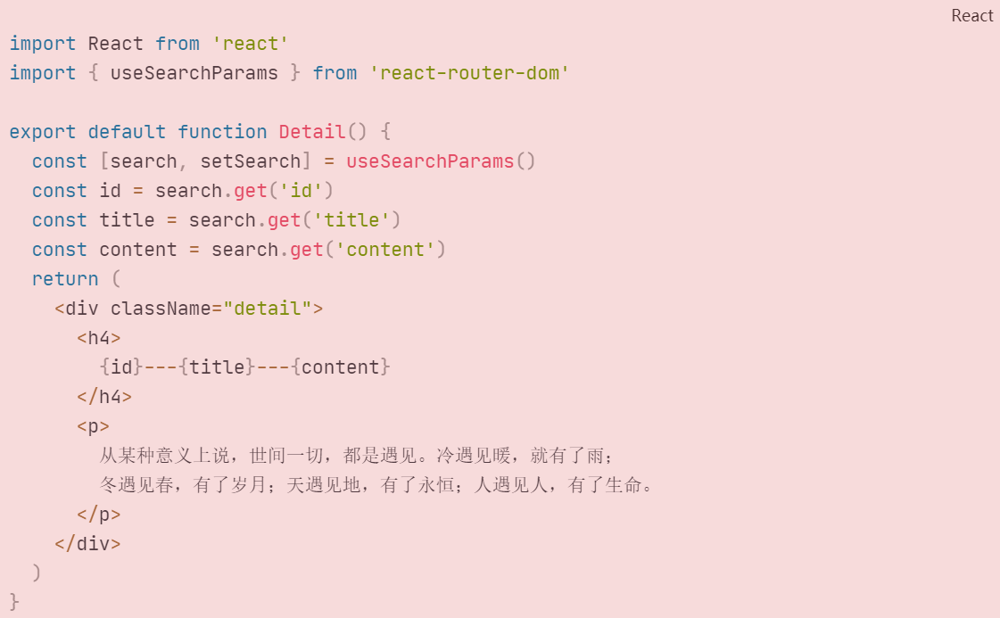 React
import React from 'react'
import { useSearchParams } from 'react-router-dom'

export default function Detail() {
  const [search, setSearch] = useSearchParams()
  const id = search.get('id')
  const title = search.get('title')
  const content = search.get('content')
  return (
    <div className="detail">
      <h4>
        {id}---{title}---{content}
      </h4>
      <p>
        从某种意义上说，世间一切，都是遇见。冷遇见暖，就有了雨；
        冬遇见春，有了岁月；天遇见地，有了永恒；人遇见人，有了生命。
      </p>
    </div>
  )
}